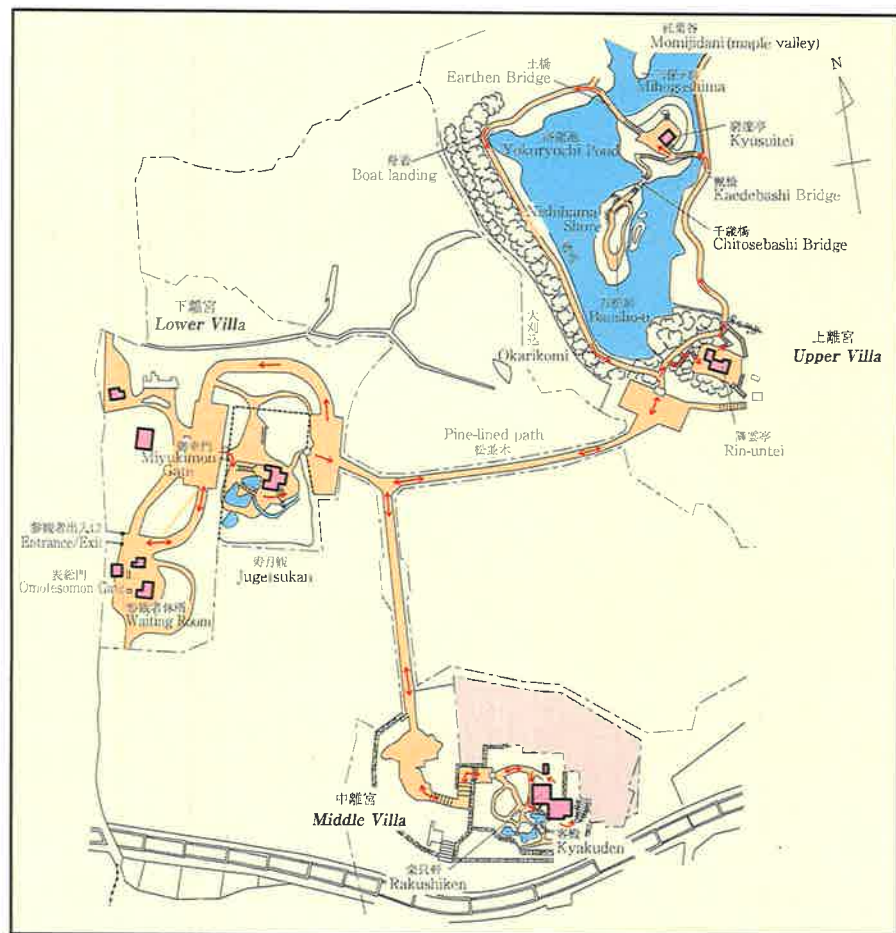 紅葉谷
Momijidani (maple valley)
N
土橋
Earthen Bridge
三保ヶ島
Mihogashima
窮邃亭
Kyusuitei
浴龍池
Yokuryuchi Pond
舟着
Boat landing
楓橋
Kaedebashi Bridge
Nishihama
Shore
千歳橋
Chitosebashi Bridge
下離宮
Lower Villa
大刈込
Okarikomi
上離宮
Upper Villa
隣雲亭
Rin-untei
Pine-lined path
松並木
御幸門
Miyukimon
Gate
参観者出入口
Entrance/Exit
寿月観
表総門
Omotesomon Gate
参観者休所
Waiting Room
中離宮
Middle Villa
客殿
Kyakuden
楽只軒
Rakushiken